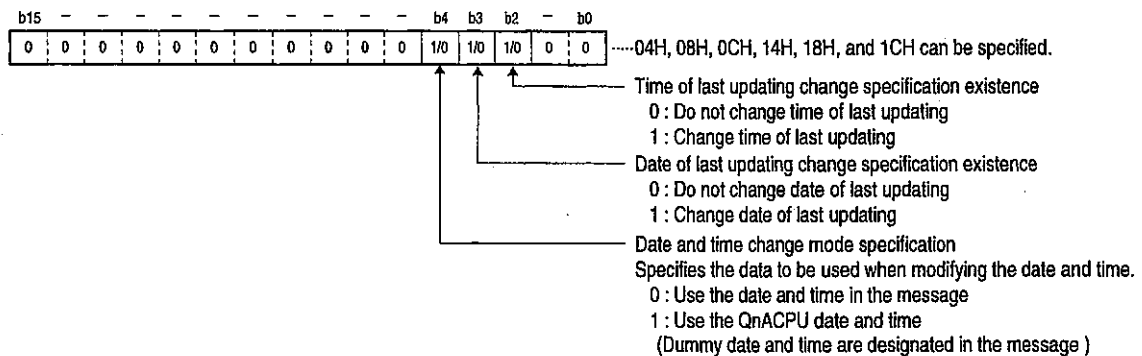 b15 – – – – – – – – – – b4 b3 b2 – b0
0 0 0 0 0 0 0 0 0 0 0 1/0 1/0 1/0 0 0 ·····04H, 08H, 0CH, 14H, 18H, and 1CH can be specified.
Time of last updating change specification existence
0 : Do not change time of last updating
1 : Change time of last updating
Date of last updating change specification existence
0 : Do not change date of last updating
1 : Change date of last updating
Date and time change mode specification
Specifies the data to be used when modifying the date and time.
0 : Use the date and time in the message
1 : Use the QnACPU date and time
(Dummy date and time are designated in the message )